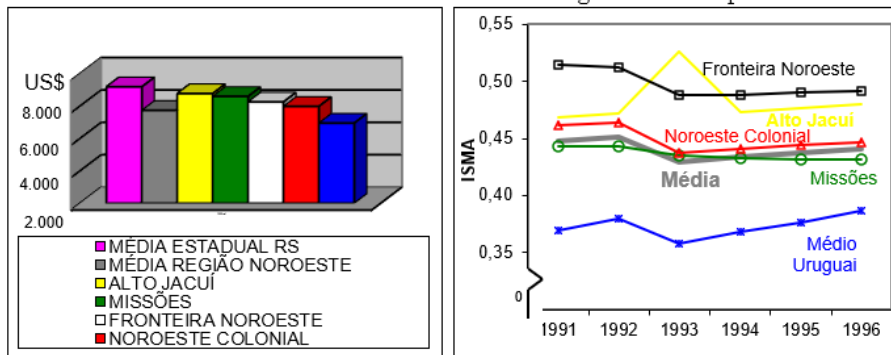 US$
8.000
6.000
4.000
2.000
MÉDIA ESTADUAL RS
MÉDIA REGIÃO NOROESTE
ALTO JACUÍ
MISSÕES
FRONTEIRA NOROESTE
NOROESTE COLONIAL
0,55
0,50
0,45
0,40
0,35
0
ISMA
Fronteira Noroeste
Alto Jacuí
Noroeste Colonial
Média
Missões
Médio
Uruguai
1991 1992 1993 1994 1995 1996